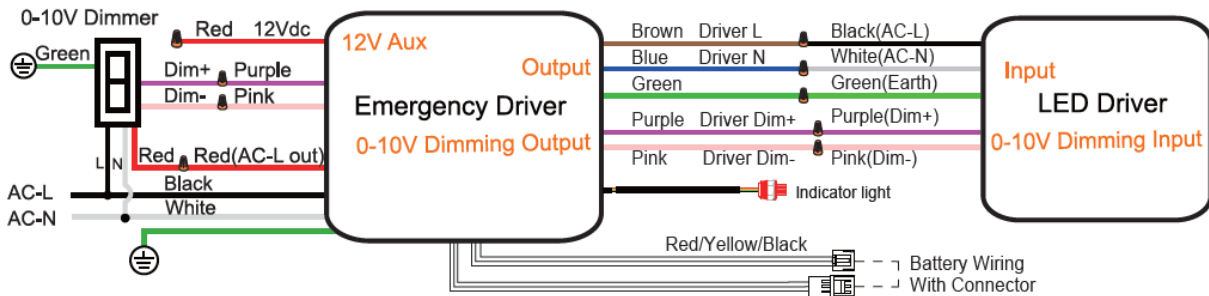 0-10V Dimmer
Green
Red 12Vdc
Dim+ Purple
Dim- Pink
L N
Red Red(AC-L out)
Black
AC-L
White
AC-N
12V Aux
Output
Emergency Driver
0-10V Dimming Output
Brown Driver L Black(AC-L)
Blue Driver N White(AC-N)
Green Green(Earth)
Purple Driver Dim+ Purple(Dim+)
Pink Driver Dim- Pink(Dim-)
Indicator light
Input
LED Driver
0-10V Dimming Input
Red/Yellow/Black
Battery Wiring
With Connector